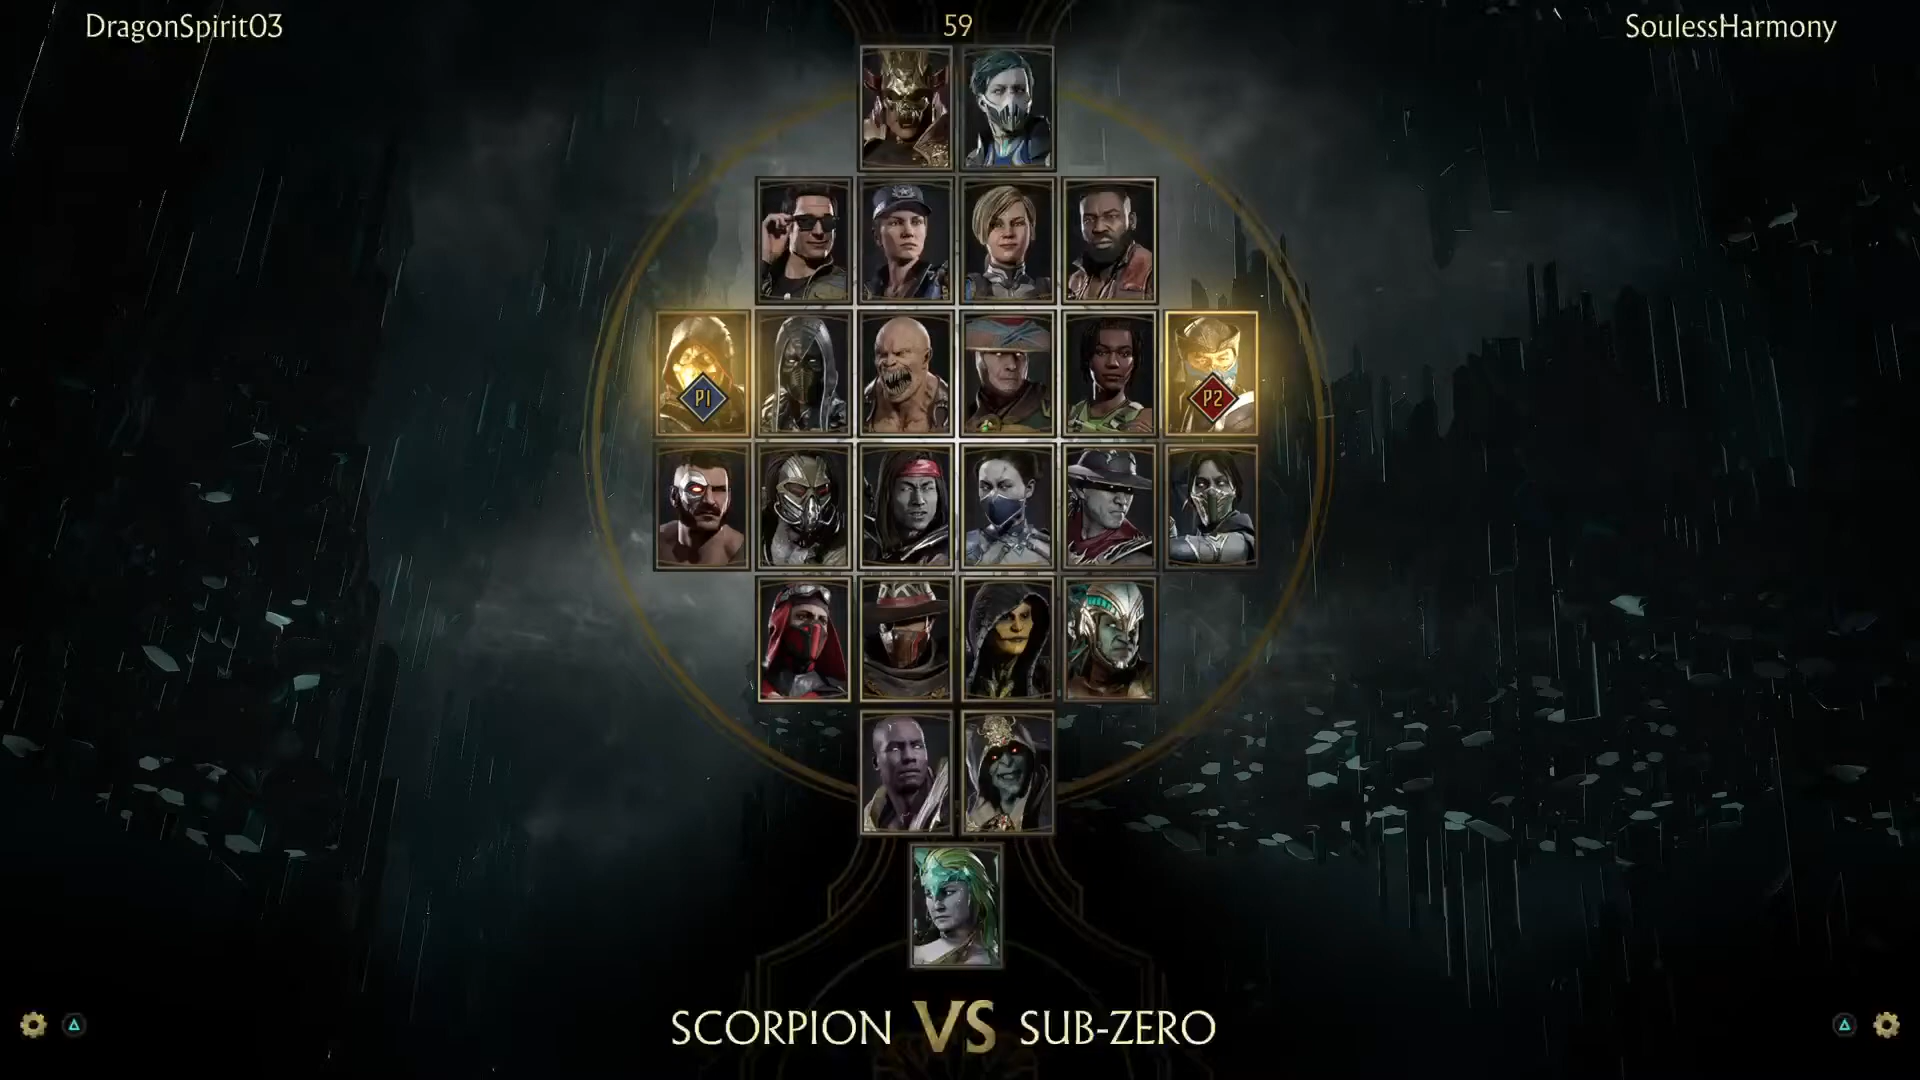 DragonSpirit03
59
SoulessHarmony
P1
P2
SCORPION VS SUB-ZERO